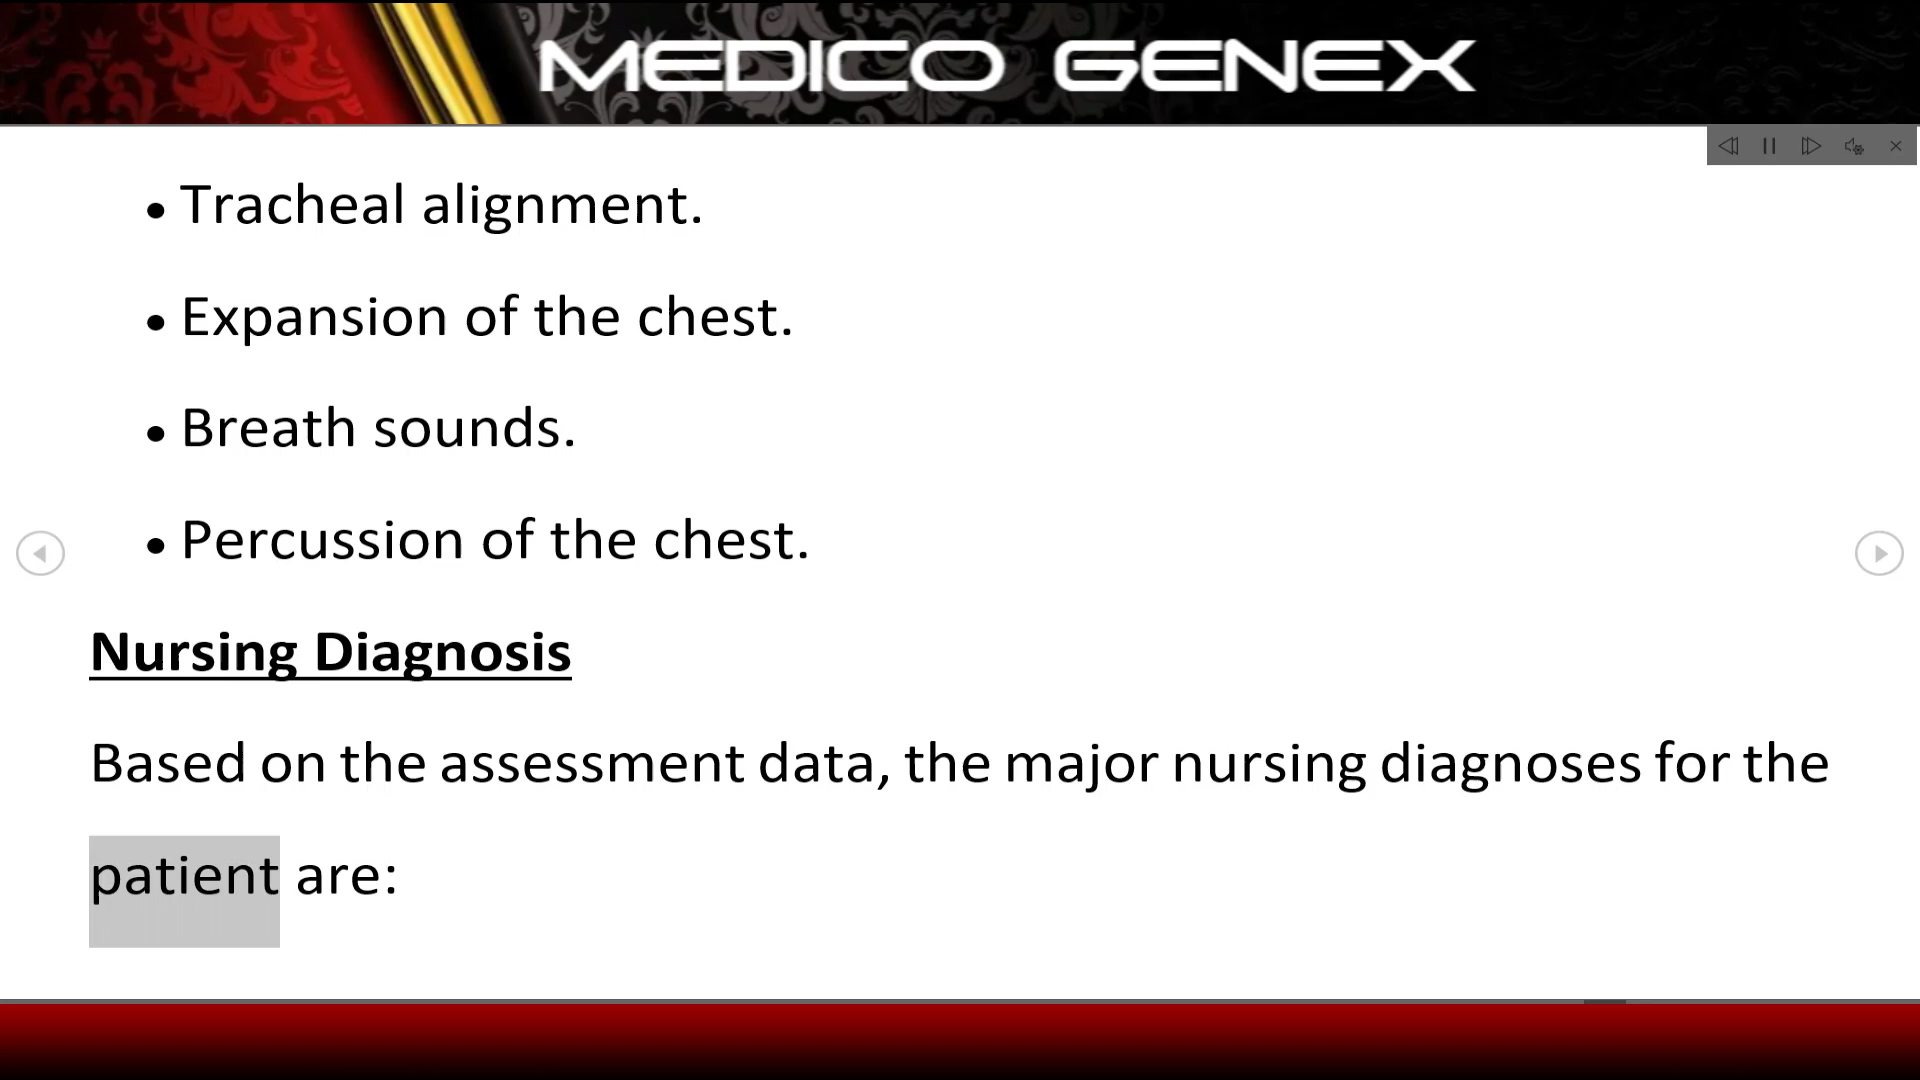 MEDICO GENEX
• Tracheal alignment.
• Expansion of the chest.
• Breath sounds.
• Percussion of the chest.
Nursing Diagnosis
Based on the assessment data, the major nursing diagnoses for the
patient are: